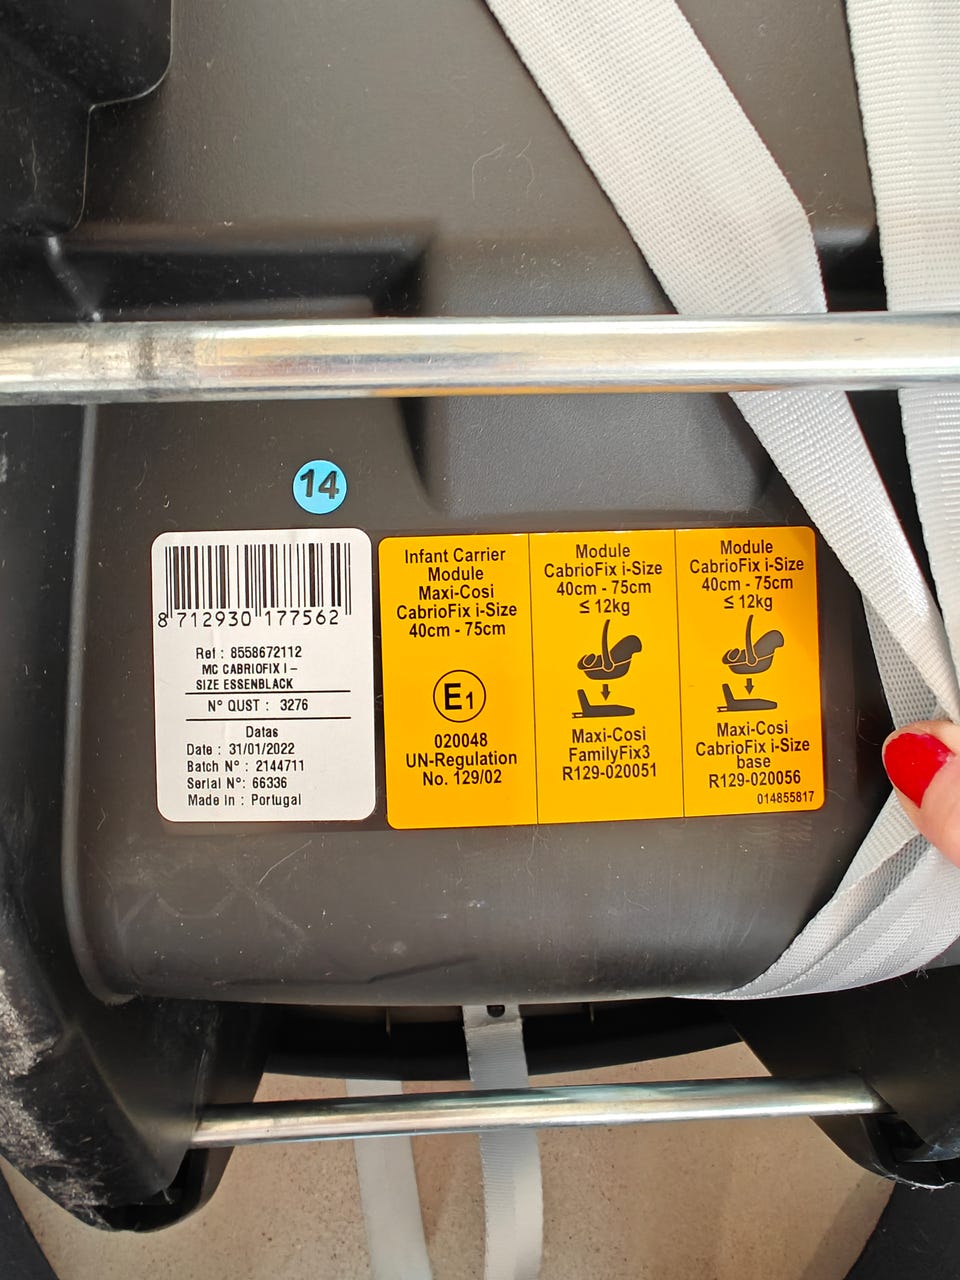 14
8 712930 177562
Ref : 8558672112
MC CABRIOFIX I -
SIZE ESSENBLACK
N° QUST : 3276
Datas
Date : 31/01/2022
Batch N° : 2144711
Serial N°: 66336
Made in : Portugal
Infant Carrier
Module
Maxi-Cosi
CabrioFix i-Size
40cm - 75cm
E1
020048
UN-Regulation
No. 129/02
Module
CabrioFix i-Size
40cm - 75cm
≤ 12kg
Maxi-Cosi
FamilyFix3
R129-020051
Module
CabrioFix i-Size
40cm - 75cm
≤ 12kg
Maxi-Cosi
CabrioFix i-Size
base
R129-020056
014855817